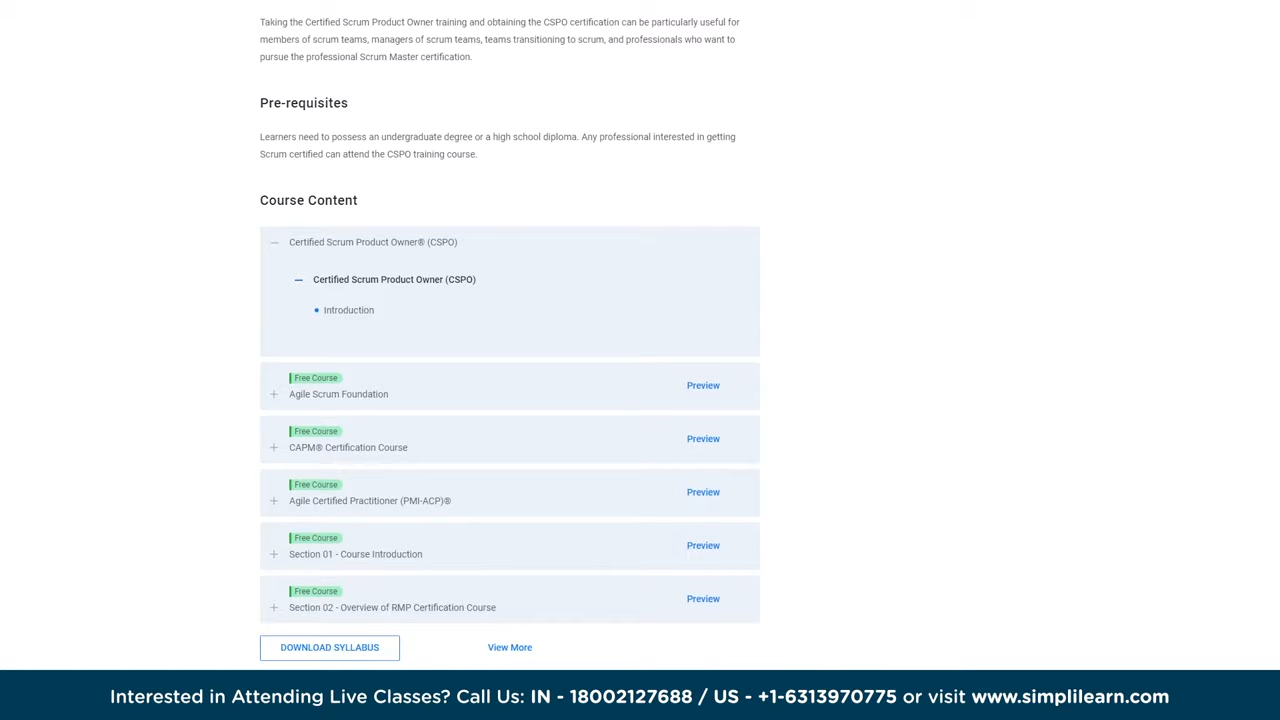 Taking the Certified Scrum Product Owner training and obtaining the CSPO certification can be particularly useful for
members of scrum teams, managers of scrum teams, teams transitioning to scrum, and professionals who want to
pursue the professional Scrum Master certification.
Pre-requisites
Learners need to possess an undergraduate degree or a high school diploma. Any professional interested in getting
Scrum certified can attend the CSPO training course.
Course Content
Certified Scrum Product Owner® (CSPO)
Certified Scrum Product Owner (CSPO)
Introduction
Free Course
Agile Scrum Foundation
Preview
Free Course
CAPM® Certification Course
Preview
Free Course
Agile Certified Practitioner (PMI-ACP)®
Preview
Free Course
Section 01 - Course Introduction
Preview
Free Course
Section 02 - Overview of RMP Certification Course
Preview
DOWNLOAD SYLLABUS
View More
Interested in Attending Live Classes? Call Us: IN - 18002127688 / US - +1-6313970775 or visit www.simplilearn.com